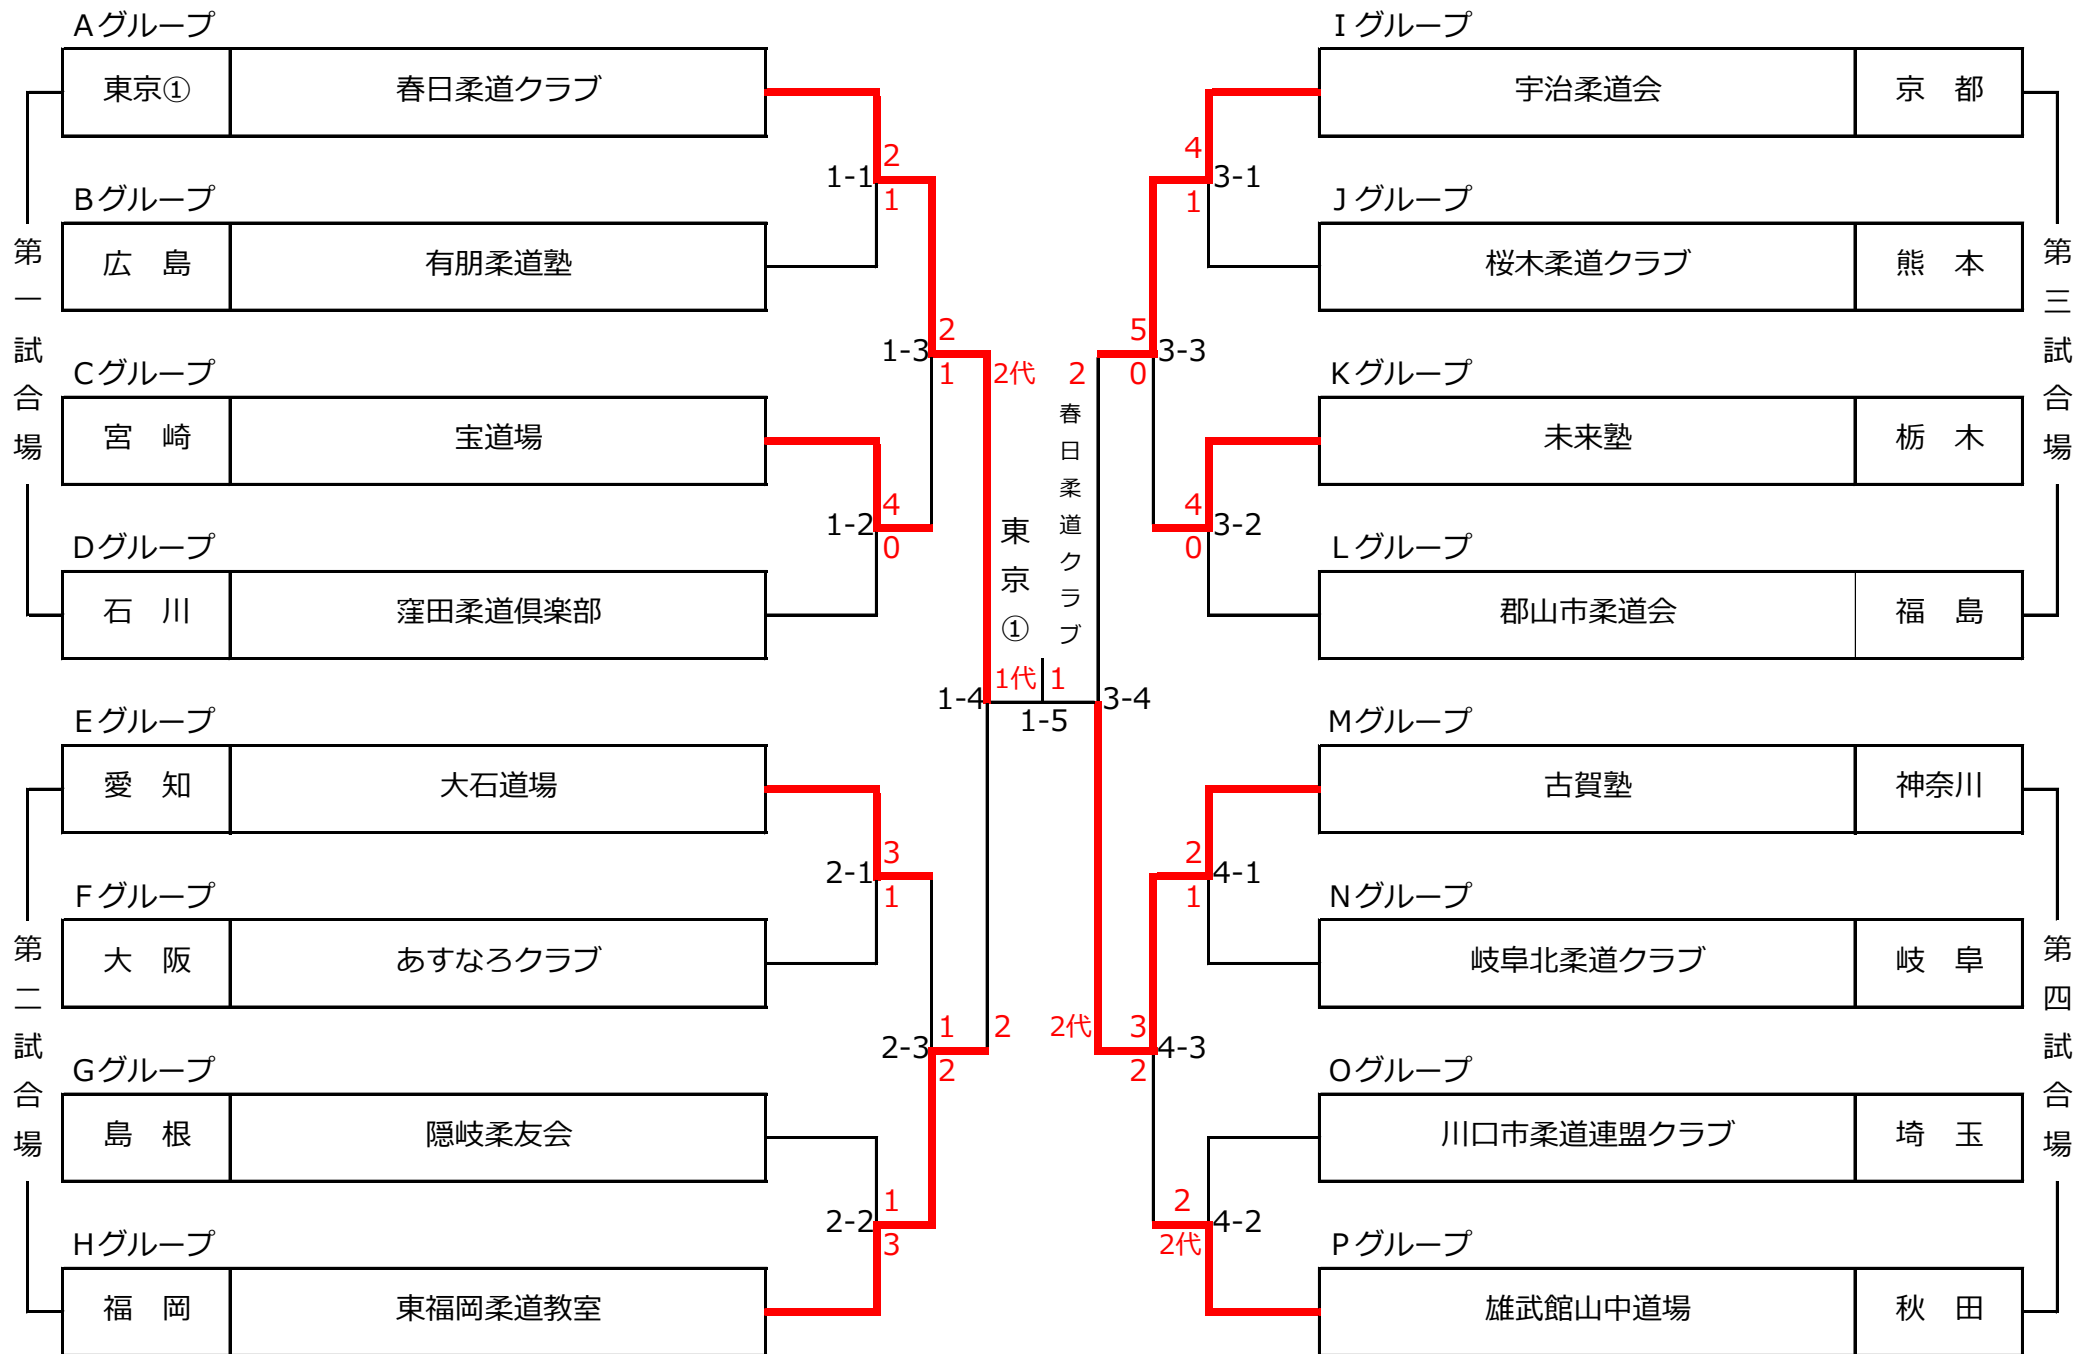 Aグループ
東京① 春日柔道クラブ
2
1-1
1
Bグループ
広　島 有朋柔道塾
第一試合場
2
1-3
1
2代
Cグループ
宮　崎 宝道場
4
1-2
0
Dグループ
石　川 窪田柔道倶楽部
Eグループ
愛　知 大石道場
3
2-1
1
Fグループ
大　阪 あすなろクラブ
第二試合場
1
2
2-3
2
Gグループ
島　根 隠岐柔友会
1
2-2
3
Hグループ
福　岡 東福岡柔道教室
東京①
春日柔道クラブ
1-4
1代
1
1-5
3-4
Iグループ
宇治柔道会 京　都
4
3-1
1
Jグループ
桜木柔道クラブ 熊　本
第三試合場
2
5
3-3
0
Kグループ
未来塾 栃　木
4
3-2
0
Lグループ
郡山市柔道会 福　島
Mグループ
古賀塾 神奈川
2
4-1
1
Nグループ
岐阜北柔道クラブ 岐　阜
第四試合場
2代
3
4-3
2
Oグループ
川口市柔道連盟クラブ 埼　玉
2
4-2
2代
Pグループ
雄武館山中道場 秋　田